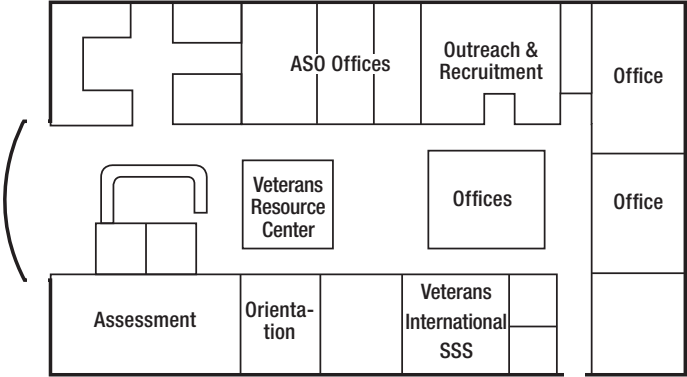 ASO Offices
Outreach &
Recruitment
Office
Veterans
Resource
Center
Offices
Office
Assessment
Orienta-
tion
Veterans
International
SSS